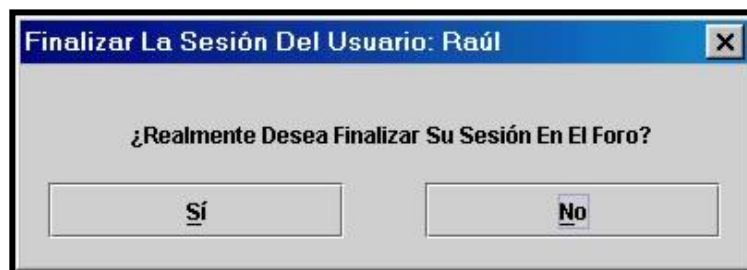 Finalizar La Sesión Del Usuario: Raúl
¿Realmente Desea Finalizar Su Sesión En El Foro?
Sí
No